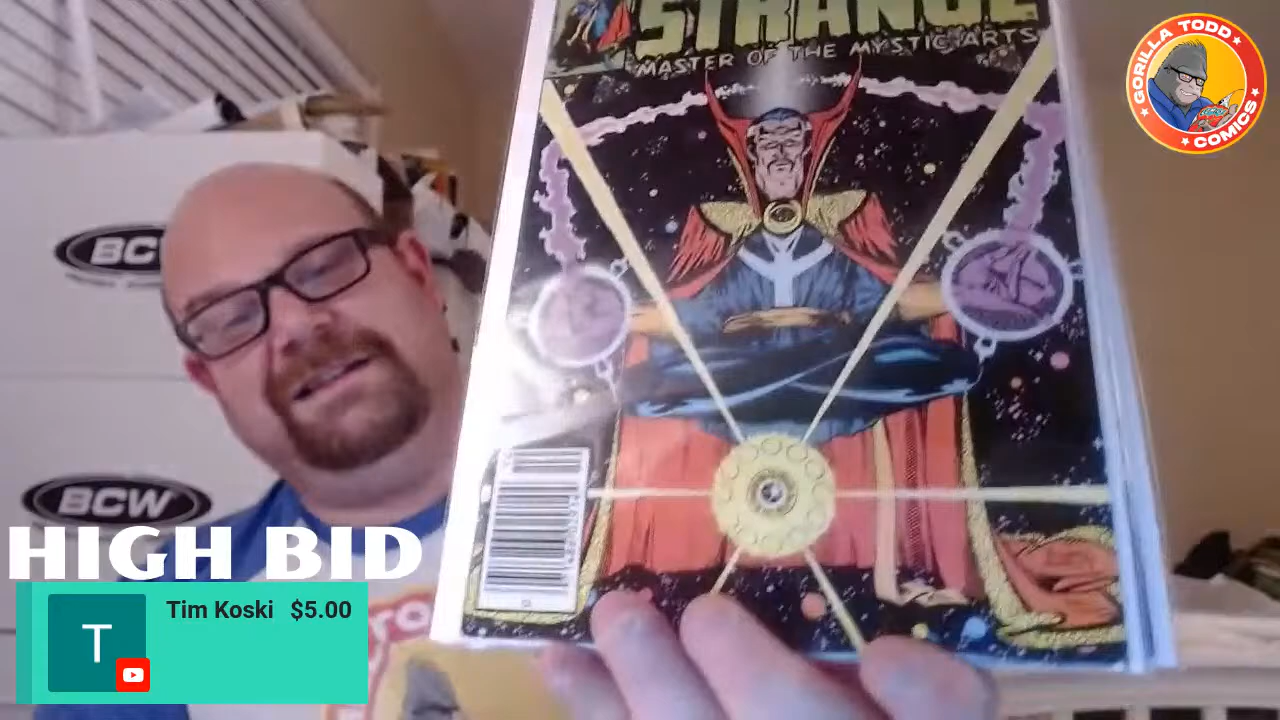 STRANGE
MASTER OF THE MYSTIC ARTS
GORILLA TODD
COMICS
BCW
BCW
HIGH BID
Tim Koski $5.00
T